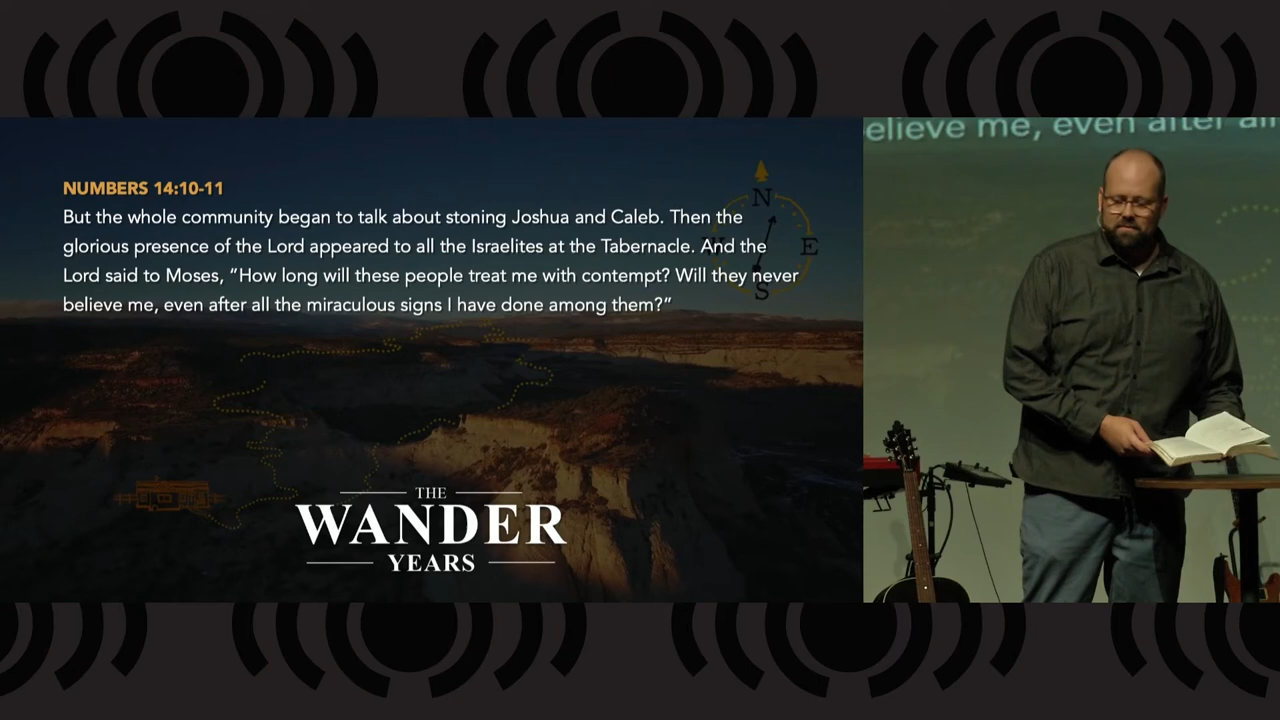 NUMBERS 14:10-11
But the whole community began to talk about stoning Joshua and Caleb. Then the
glorious presence of the Lord appeared to all the Israelites at the Tabernacle. And the
Lord said to Moses, “How long will these people treat me with contempt? Will they never
believe me, even after all the miraculous signs I have done among them?”
N
W E
S
THE
WANDER
YEARS
elieve me, even after all